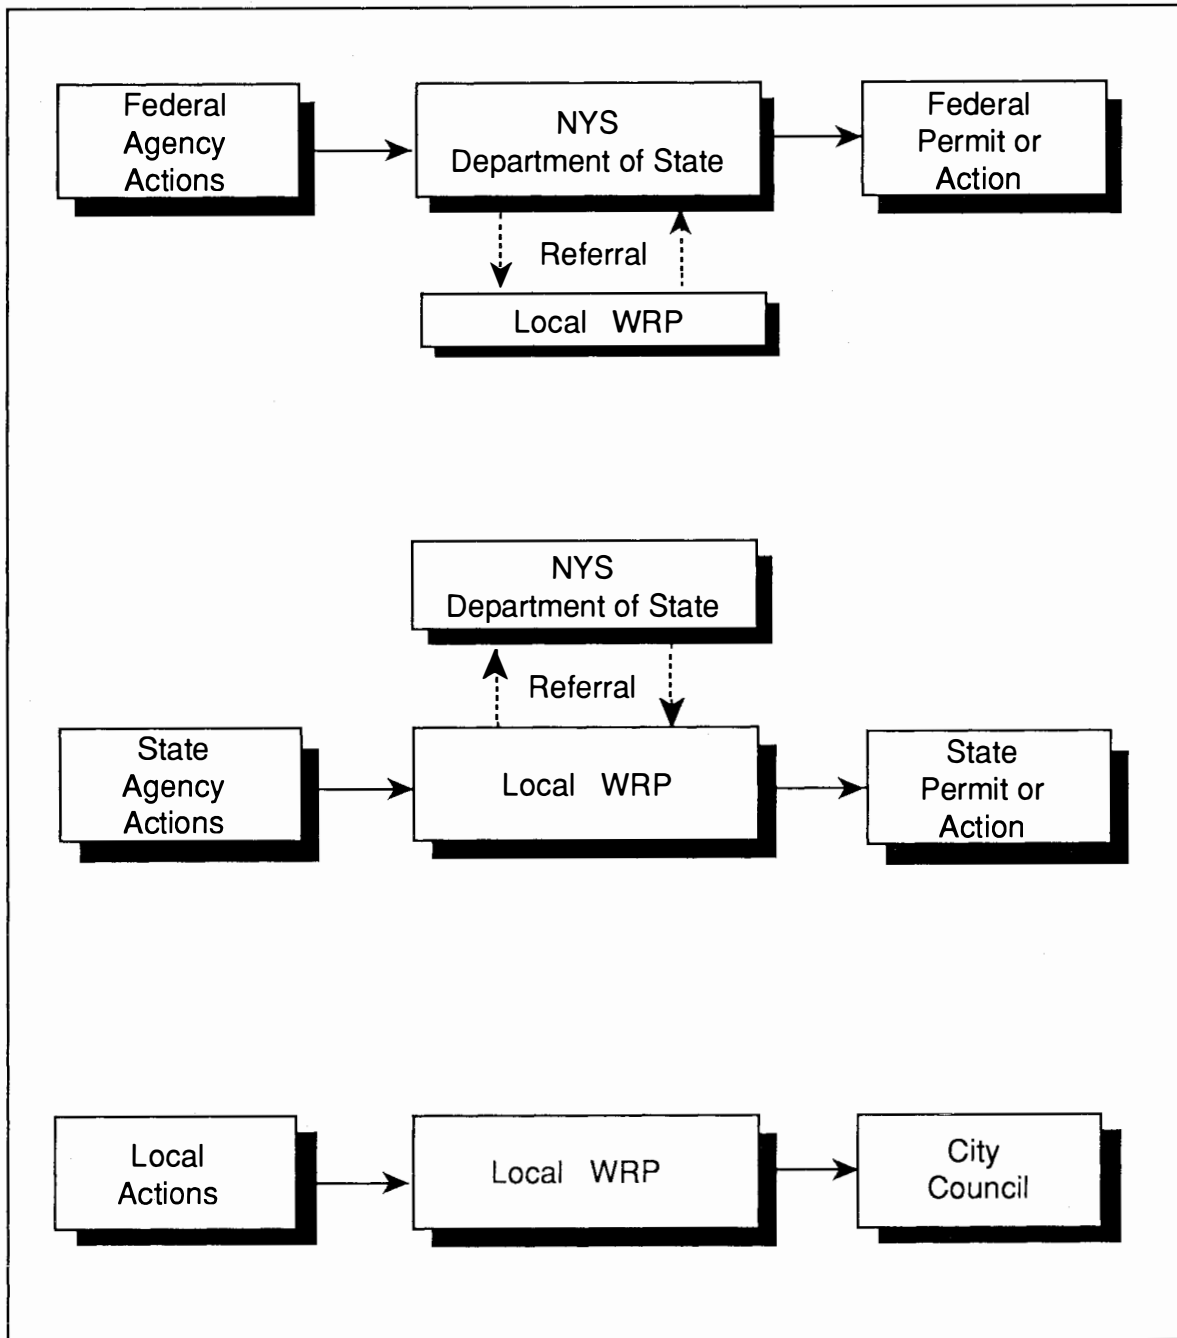 Federal
Agency
Actions
NYS
Department of State
Federal
Permit or
Action
Referral
Local WRP
NYS
Department of State
Referral
State
Agency
Actions
Local WRP
State
Permit or
Action
Local
Actions
Local WRP
City
Council